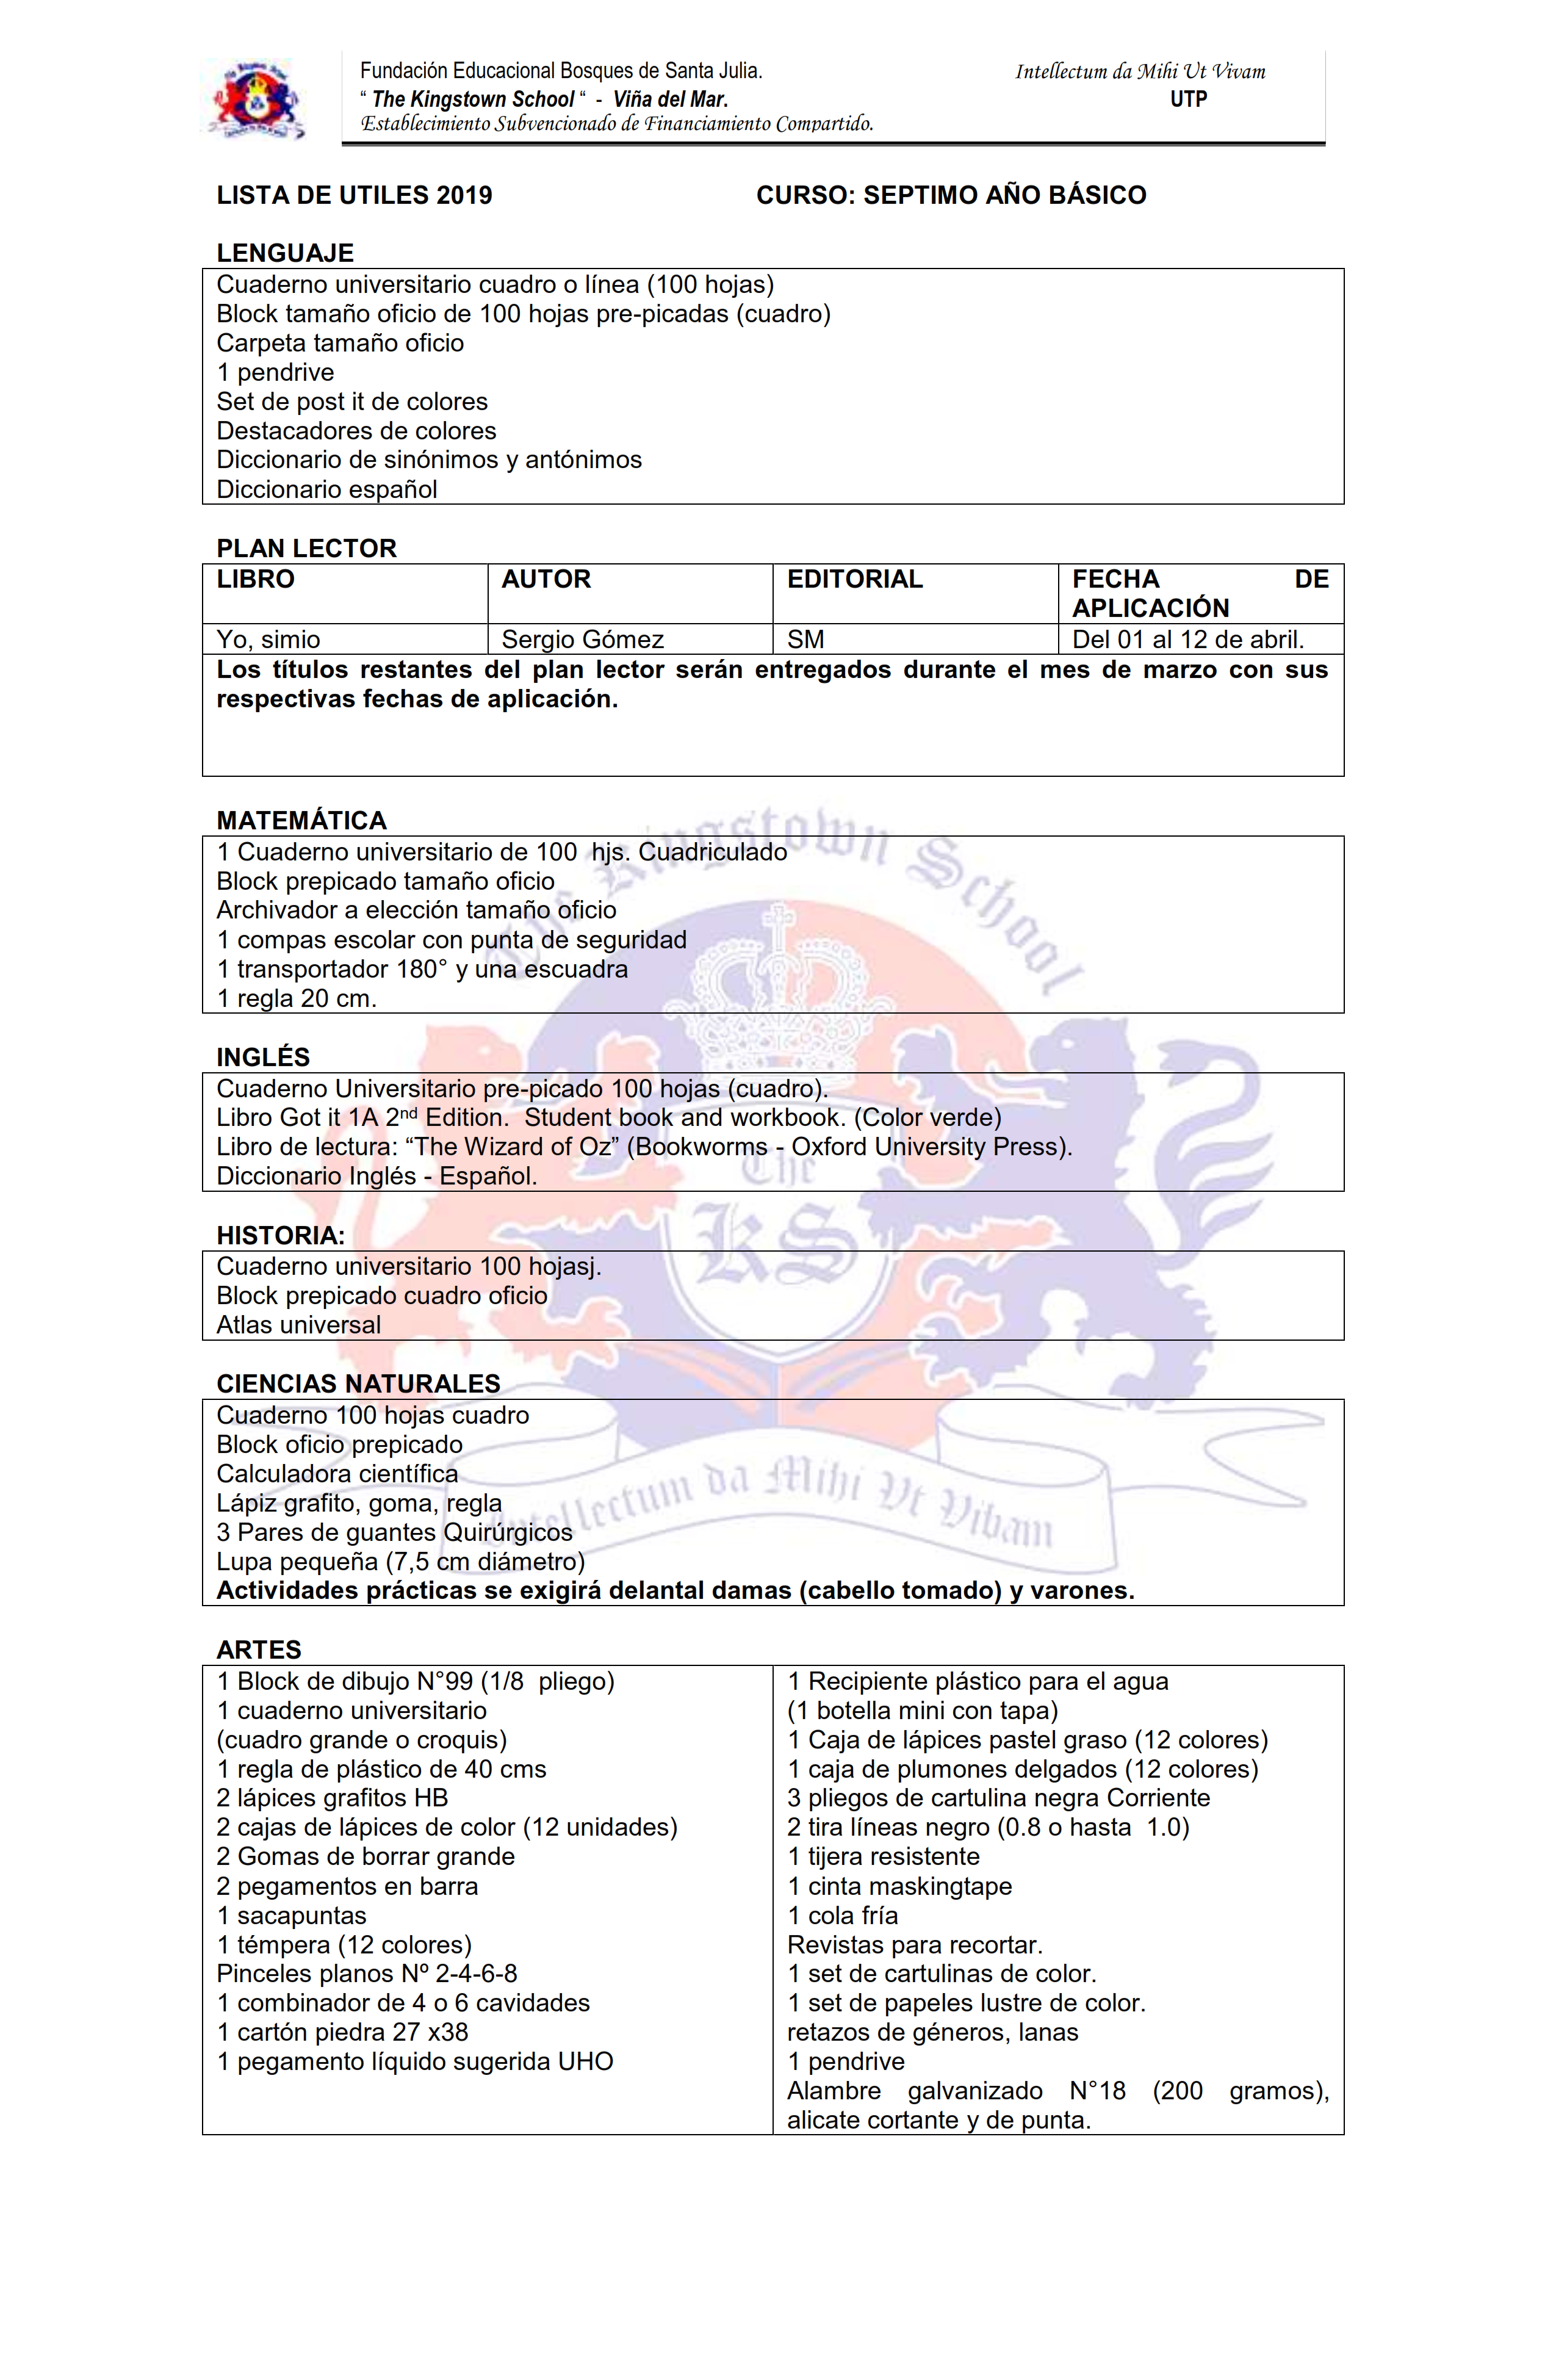 Fundación Educacional Bosques de Santa Julia. Intellectum da Mihi Ut Vivam
“ The Kingstown School “ - Viña del Mar. UTP
Establecimiento Subvencionado de Financiamiento Compartido.
LISTA DE UTILES 2019 CURSO: SEPTIMO AÑO BÁSICO
LENGUAJE
Cuaderno universitario cuadro o línea (100 hojas)
Block tamaño oficio de 100 hojas pre-picadas (cuadro)
Carpeta tamaño oficio
1 pendrive
Set de post it de colores
Destacadores de colores
Diccionario de sinónimos y antónimos
Diccionario español
PLAN LECTOR
LIBRO AUTOR EDITORIAL FECHA DE
APLICACIÓN
Yo, simio Sergio Gómez SM Del 01 al 12 de abril.
Los títulos restantes del plan lector serán entregados durante el mes de marzo con sus
respectivas fechas de aplicación.
The Kingstown School
MATEMÁTICA
1 Cuaderno universitario de 100 hjs. Cuadriculado
Block prepicado tamaño oficio
Archivador a elección tamaño oficio
1 compas escolar con punta de seguridad
1 transportador 180° y una escuadra
1 regla 20 cm.
INGLÉS
Cuaderno Universitario pre-picado 100 hojas (cuadro).
Libro Got it 1A 2nd Edition. Student book and workbook. (Color verde)
Libro de lectura: “The Wizard of Oz” (Bookworms - Oxford University Press).
Diccionario Inglés - Español.
The
KS
HISTORIA:
Cuaderno universitario 100 hojasj.
Block prepicado cuadro oficio
Atlas universal
CIENCIAS NATURALES
Cuaderno 100 hojas cuadro
Block oficio prepicado
Calculadora científica
Lápiz grafito, goma, regla
3 Pares de guantes Quirúrgicos
Lupa pequeña (7,5 cm diámetro)
Actividades prácticas se exigirá delantal damas (cabello tomado) y varones.
Intellectum da Mihi Vt Vibam
ARTES
1 Block de dibujo N°99 (1/8 pliego)
1 cuaderno universitario
(cuadro grande o croquis)
1 regla de plástico de 40 cms
2 lápices grafitos HB
2 cajas de lápices de color (12 unidades)
2 Gomas de borrar grande
2 pegamentos en barra
1 sacapuntas
1 témpera (12 colores)
Pinceles planos Nº 2-4-6-8
1 combinador de 4 o 6 cavidades
1 cartón piedra 27 x38
1 pegamento líquido sugerida UHO
1 Recipiente plástico para el agua
(1 botella mini con tapa)
1 Caja de lápices pastel graso (12 colores)
1 caja de plumones delgados (12 colores)
3 pliegos de cartulina negra Corriente
2 tira líneas negro (0.8 o hasta 1.0)
1 tijera resistente
1 cinta maskingtape
1 cola fría
Revistas para recortar.
1 set de cartulinas de color.
1 set de papeles lustre de color.
retazos de géneros, lanas
1 pendrive
Alambre galvanizado N°18 (200 gramos),
alicate cortante y de punta.